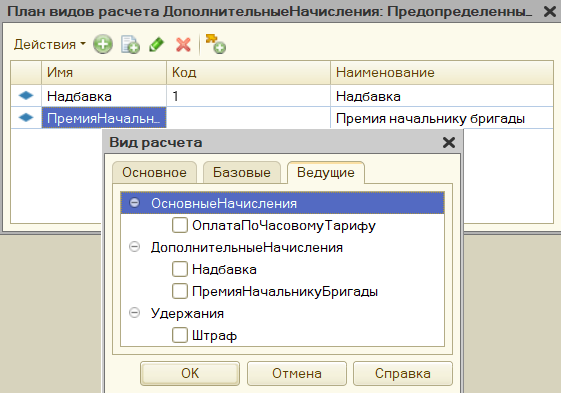 План видов расчета ДополнительныеНачисления: Предопределенны...
Действия
Имя Код Наименование
Надбавка 1 Надбавка
ПремияНачальн... Премия начальнику бригады
Вид расчета
Основное Базовые Ведущие
ОсновныеНачисления
ОплатаПоЧасовомуТарифу
ДополнительныеНачисления
Надбавка
ПремияНачальникуБригады
Удержания
Штраф
OK Отмена Справка